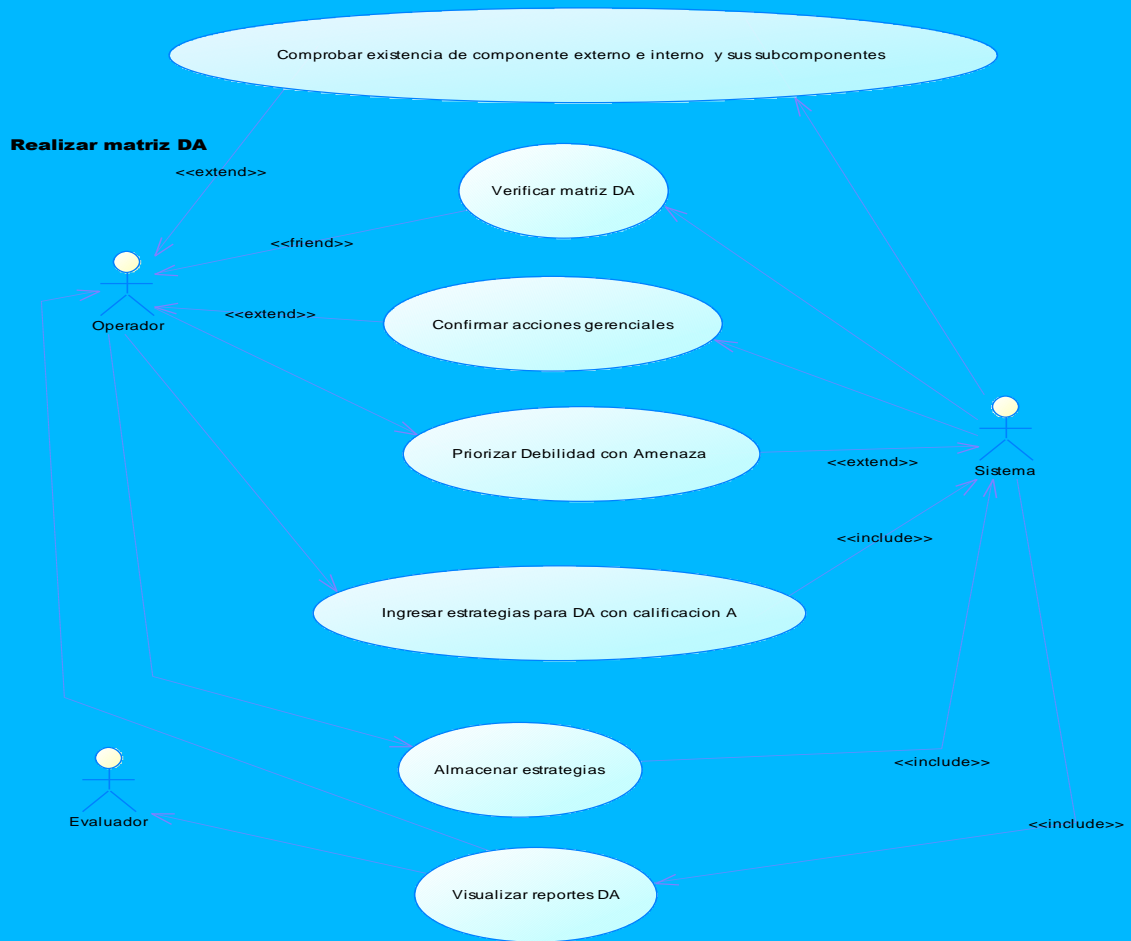 Comprobar existencia de componente externo e interno y sus subcomponentes
Realizar matriz DA
<<extend>>
Verificar matriz DA
<<friend>>
Operador
<<extend>>
Confirmar acciones gerenciales
Priorizar Debilidad con Amenaza
<<extend>>
Sistema
<<include>>
Ingresar estrategias para DA con calificacion A
Almacenar estrategias
<<include>>
Evaluador
<<include>>
Visualizar reportes DA